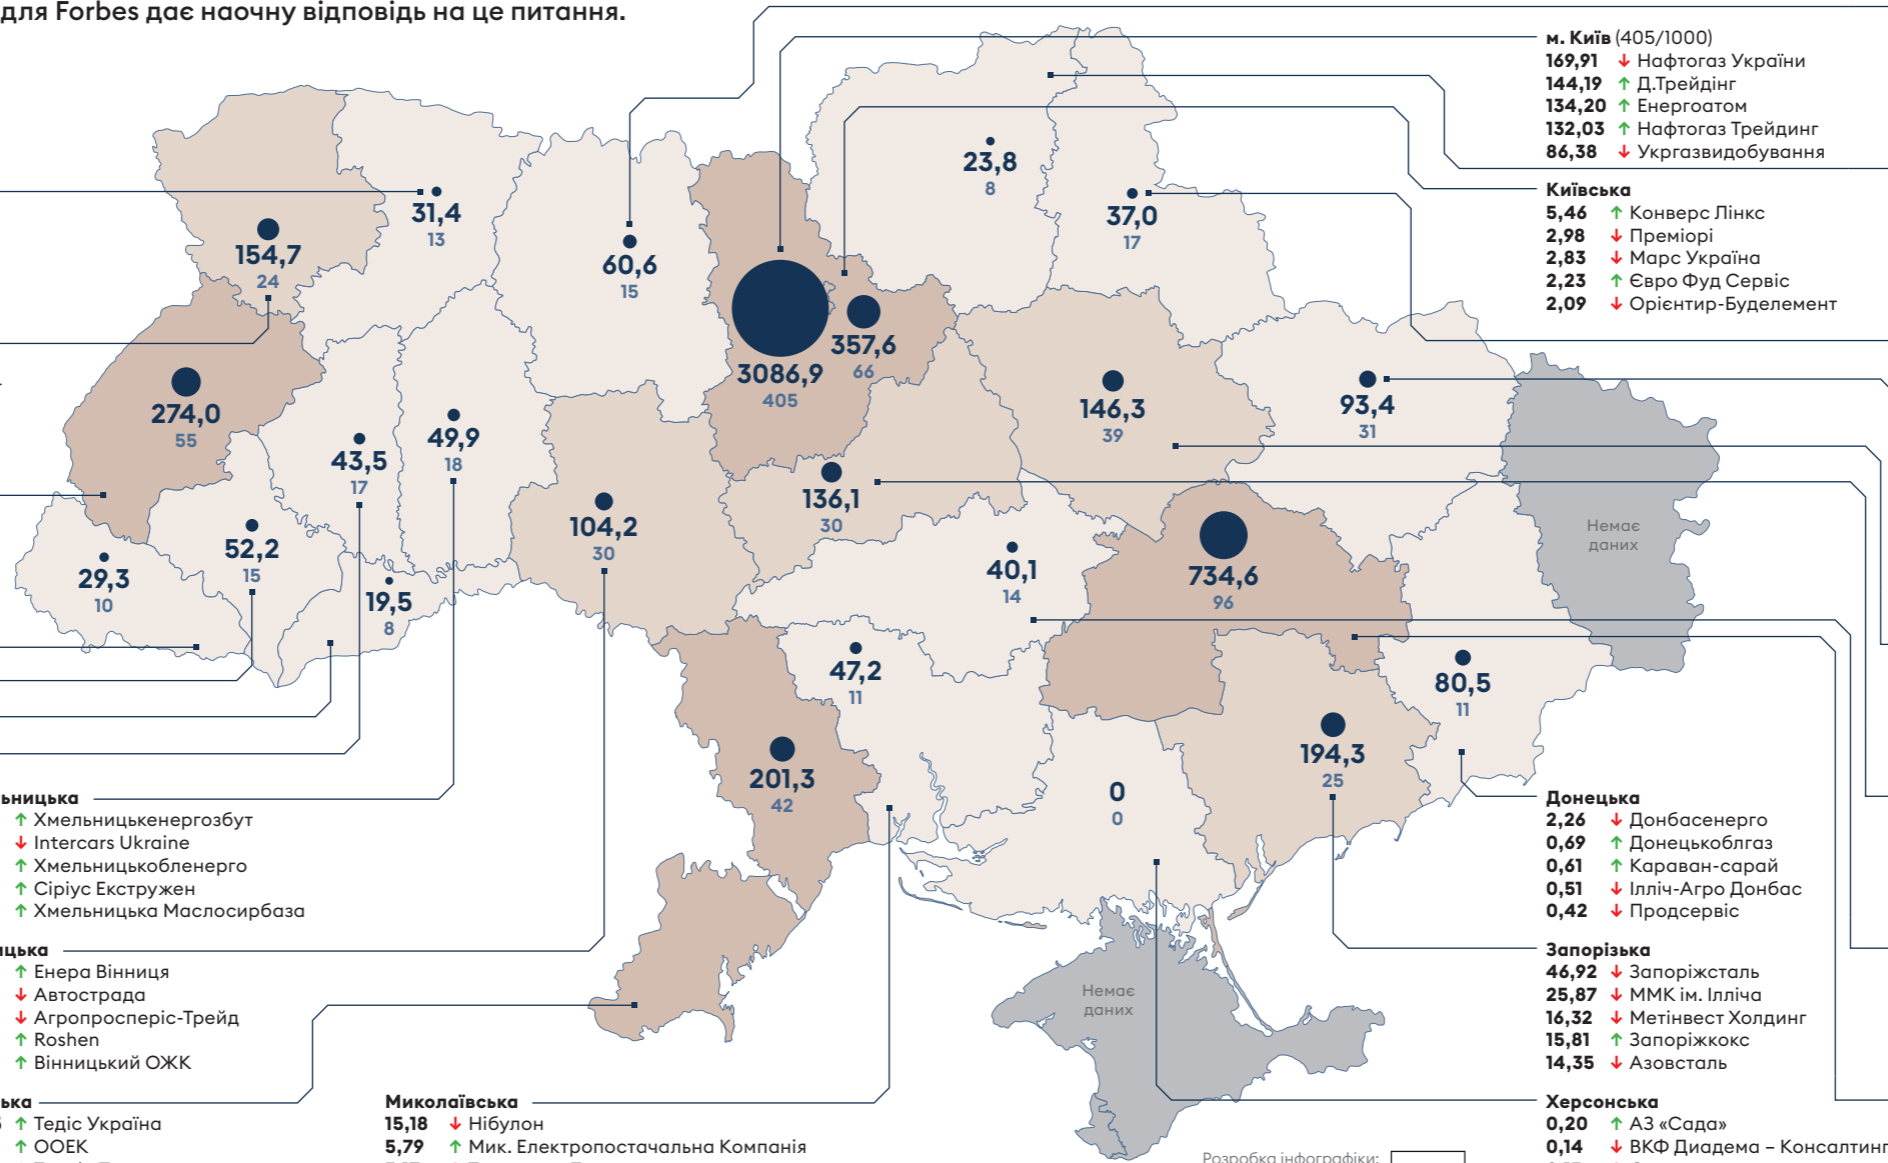 для Forbes дає наочну відповідь на це питання.
м. Київ (405/1000)
169,91 ↓ Нафтогаз України
144,19 ↑ Д.Трейдінг
134,20 ↑ Енергоатом
132,03 ↑ Нафтогаз Трейдинг
86,38 ↓ Укргазвидобування
Київська
5,46 ↑ Конверс Лінкс
2,98 ↓ Преміорі
2,83 ↓ Марс Україна
2,23 ↑ Євро Фуд Сервіс
2,09 ↓ Орієнтир-Буделемент
23,8
8
31,4
13
37,0
17
154,7
24
60,6
15
3086,9
405
357,6
66
274,0
55
146,3
39
93,4
31
43,5
17
49,9
18
136,1
30
104,2
30
52,2
15
29,3
10
19,5
8
40,1
14
734,6
96
Немає
даних
47,2
11
80,5
11
201,3
42
194,3
25
0
0
Немає
даних
ьницька
↑ Хмельницькенергозбут
↓ Intercars Ukraine
↑ Хмельницькобленерго
↑ Сіріус Екстружен
↑ Хмельницька Маслосирбаза
ицька
↑ Енера Вінниця
↓ Автострада
↓ Агропросперіс-Трейд
↑ Roshen
↑ Вінницький ОЖК
ька
↑ Тедіс Україна
↑ ООЕК
Миколаївська
15,18 ↓ Нібулон
5,79 ↑ Мик. Електропостачальна Компанія
Донецька
2,26 ↓ Донбасенерго
0,69 ↑ Донецькоблгаз
0,61 ↑ Караван-сарай
0,51 ↓ Ілліч-Агро Донбас
0,42 ↓ Продсервіс
Запорізька
46,92 ↓ Запоріжсталь
25,87 ↓ ММК ім. Ілліча
16,32 ↓ Метінвест Холдинг
15,81 ↑ Запоріжкокс
14,35 ↓ Азовсталь
Херсонська
0,20 ↑ АЗ «Сада»
0,14 ↓ ВКФ Диадема – Консалтинг
Розробка інфографіки: